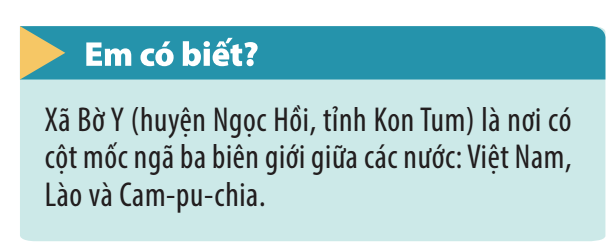 Em có biết?
Xã Bờ Y (huyện Ngọc Hồi, tỉnh Kon Tum) là nơi có
cột mốc ngã ba biên giới giữa các nước: Việt Nam,
Lào và Cam-pu-chia.